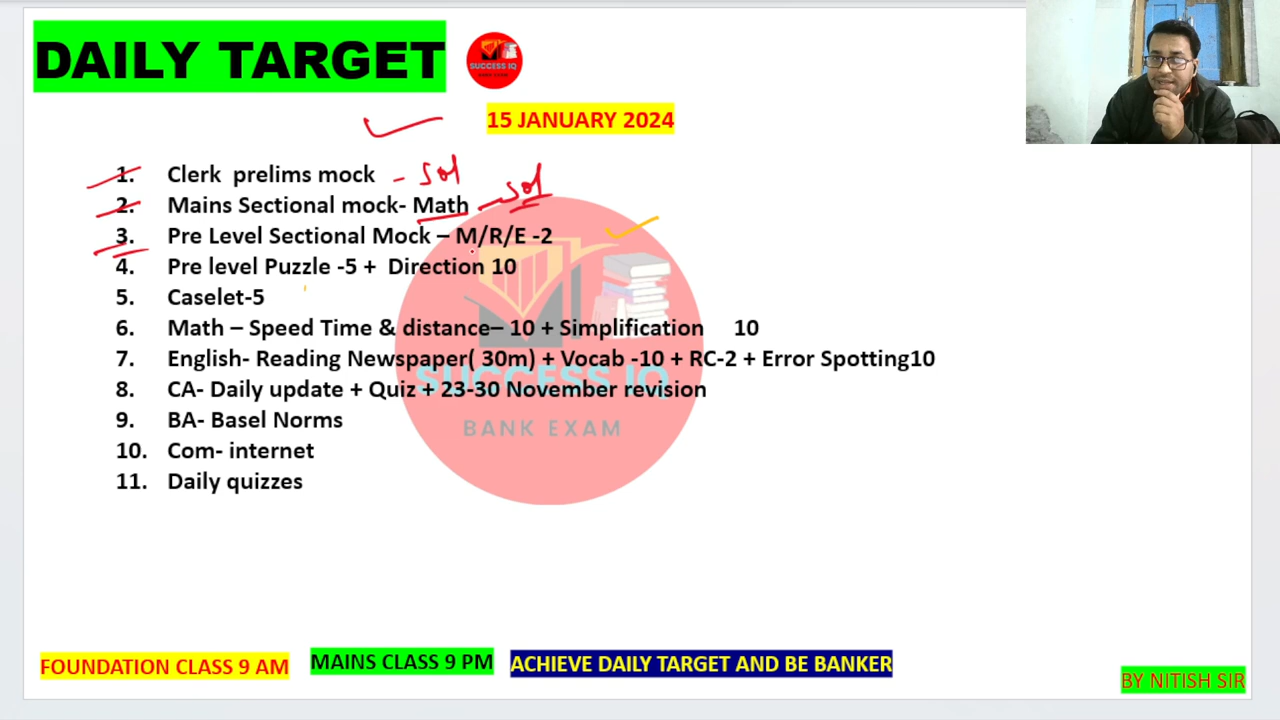 DAILY TARGET
SUCCESS IQ
BANK EXAM
15 JANUARY 2024
1. Clerk prelims mock - Sol
2. Mains Sectional mock- Math - Sol
3. Pre Level Sectional Mock – M/R/E -2
4. Pre level Puzzle -5 + Direction 10
5. Caselet-5
6. Math – Speed Time & distance– 10 + Simplification 10
7. English- Reading Newspaper( 30m) + Vocab -10 + RC-2 + Error Spotting10
SUCCESS IQ
8. CA- Daily update + Quiz + 23-30 November revision
9. BA- Basel Norms
BANK EXAM
10. Com- internet
11. Daily quizzes
FOUNDATION CLASS 9 AM
MAINS CLASS 9 PM
ACHIEVE DAILY TARGET AND BE BANKER
BY NITISH SIR